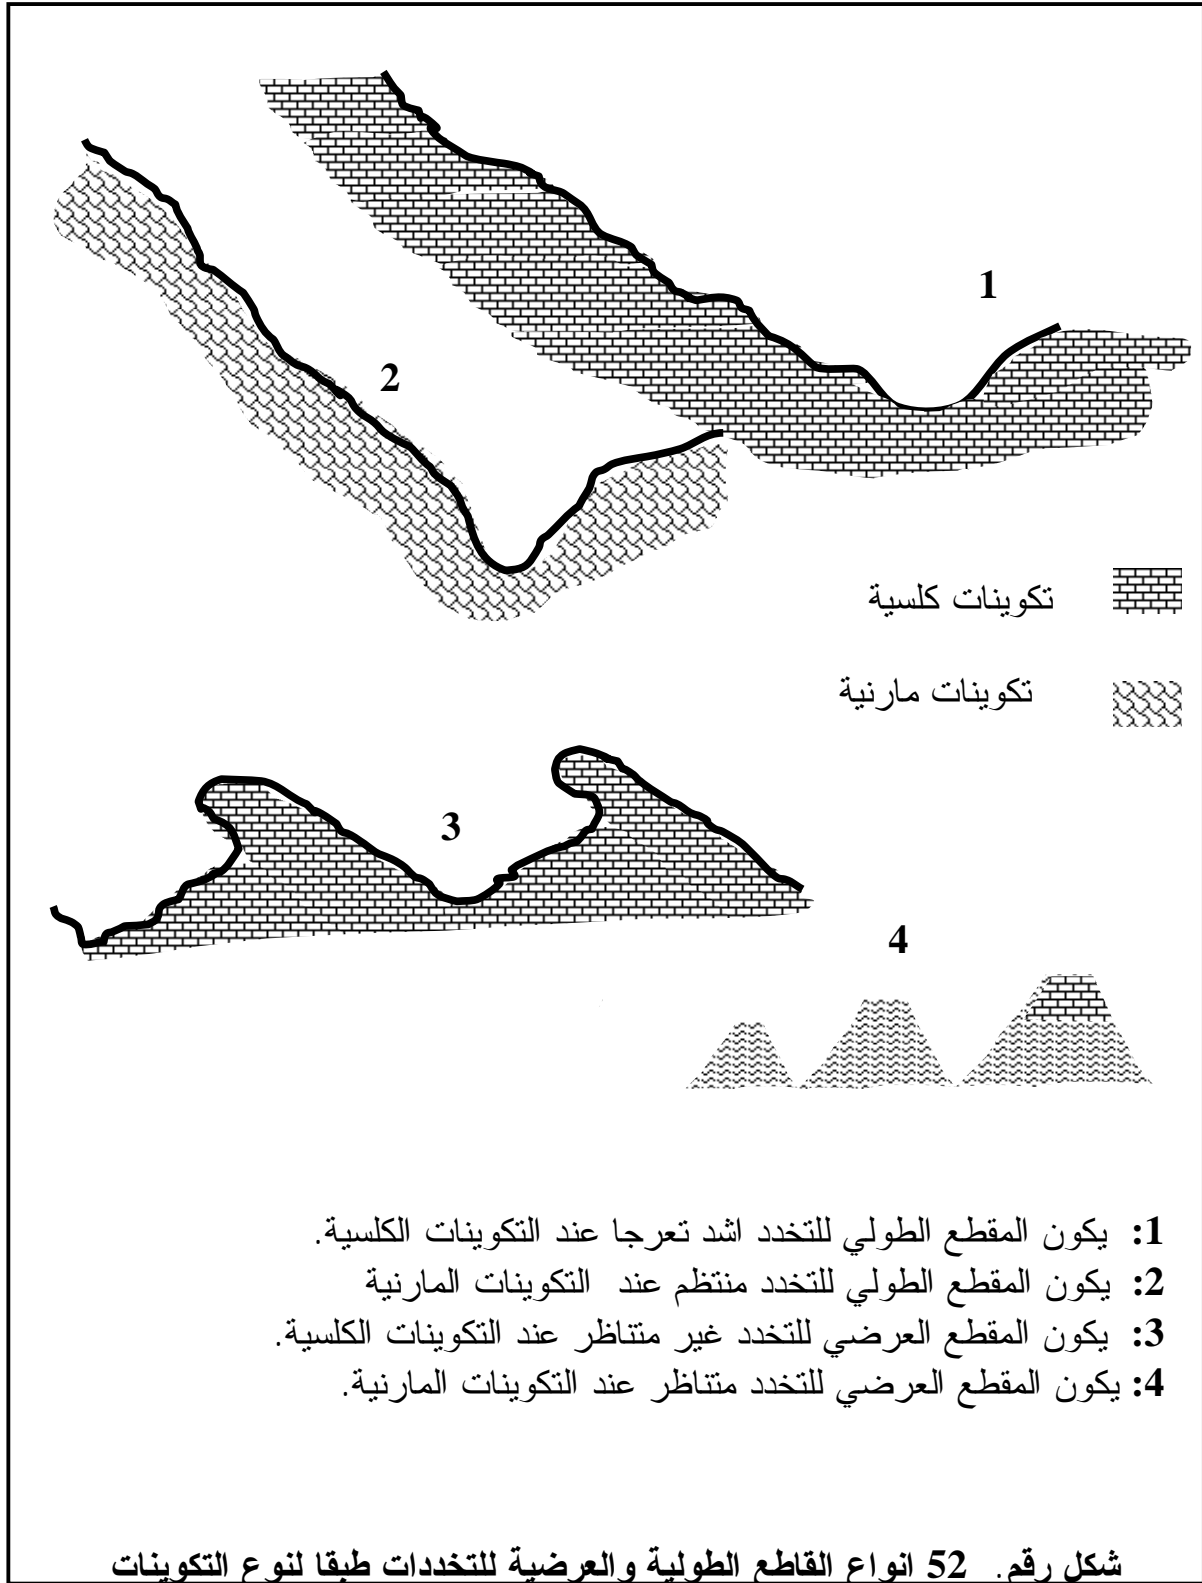 1
2
تكوينات كلسية
تكوينات مارنية
3
4
1: يكون المقطع الطولي للتخدد اشد تعرجا عند التكوينات الكلسية.
2: يكون المقطع الطولي للتخدد منتظم عند التكوينات المارنية
3: يكون المقطع العرضي للتخدد غير متناظر عند التكوينات الكلسية.
4: يكون المقطع العرضي للتخدد متناظر عند التكوينات المارنية.
شكل رقم. 52 انواع القاطع الطولية والعرضية للتخددات طبقا لنوع التكوينات